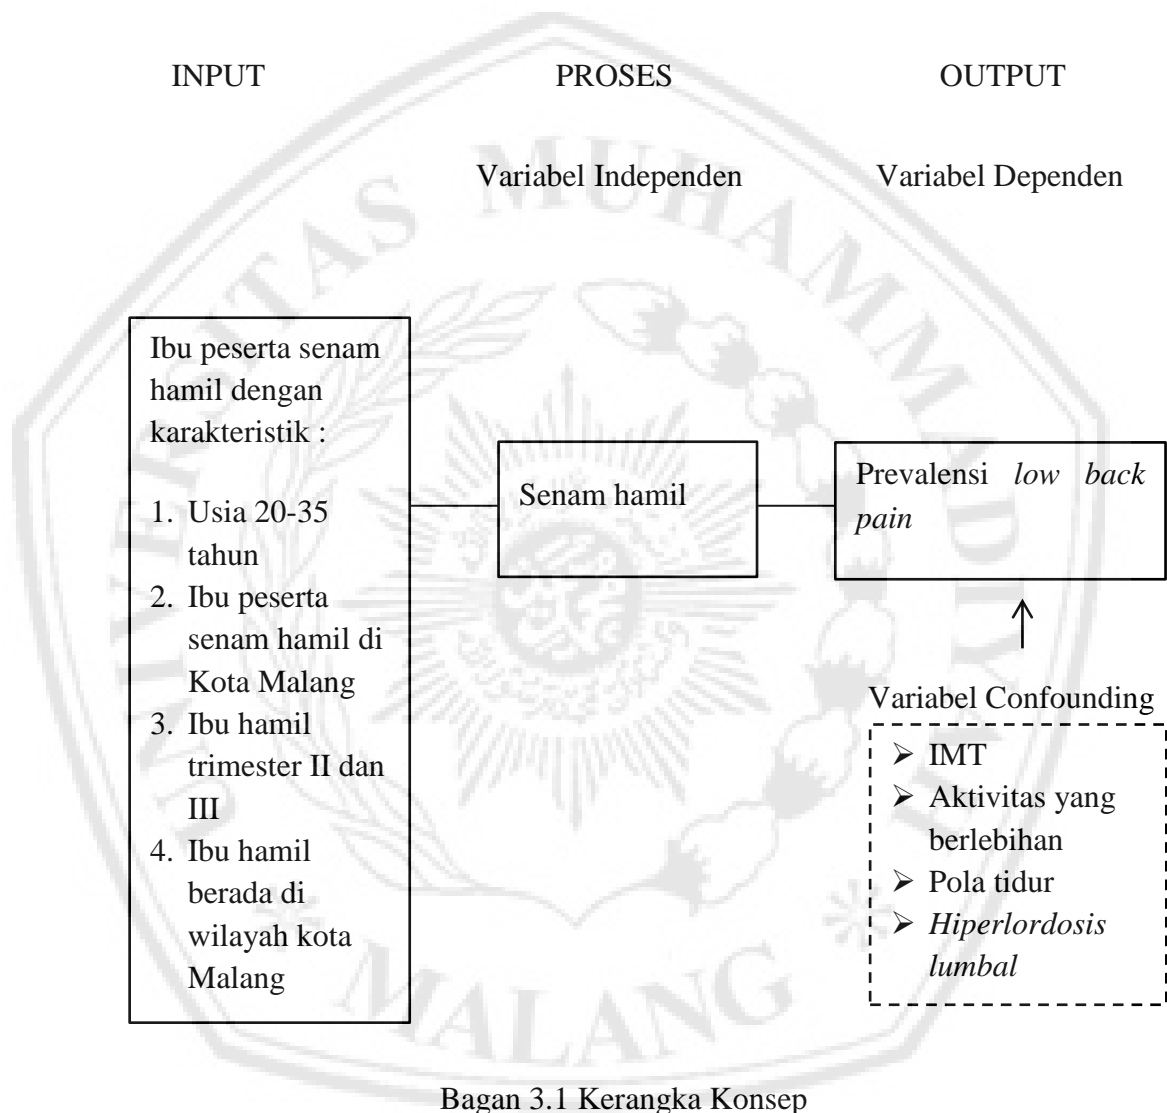 INPUT PROSES OUTPUT
Variabel Independen Variabel Dependen
Ibu peserta senam
hamil dengan
karakteristik :
1. Usia 20-35
tahun
2. Ibu peserta
senam hamil di
Kota Malang
3. Ibu hamil
trimester II dan
III
4. Ibu hamil
berada di
wilayah kota
Malang
Senam hamil
Prevalensi low back
pain
Variabel Confounding
➤ IMT
➤ Aktivitas yang
berlebihan
➤ Pola tidur
➤ Hiperlordosis
lumbal
Bagan 3.1 Kerangka Konsep
UNIVERSITAS MUHAMMADIYAH
MALANG